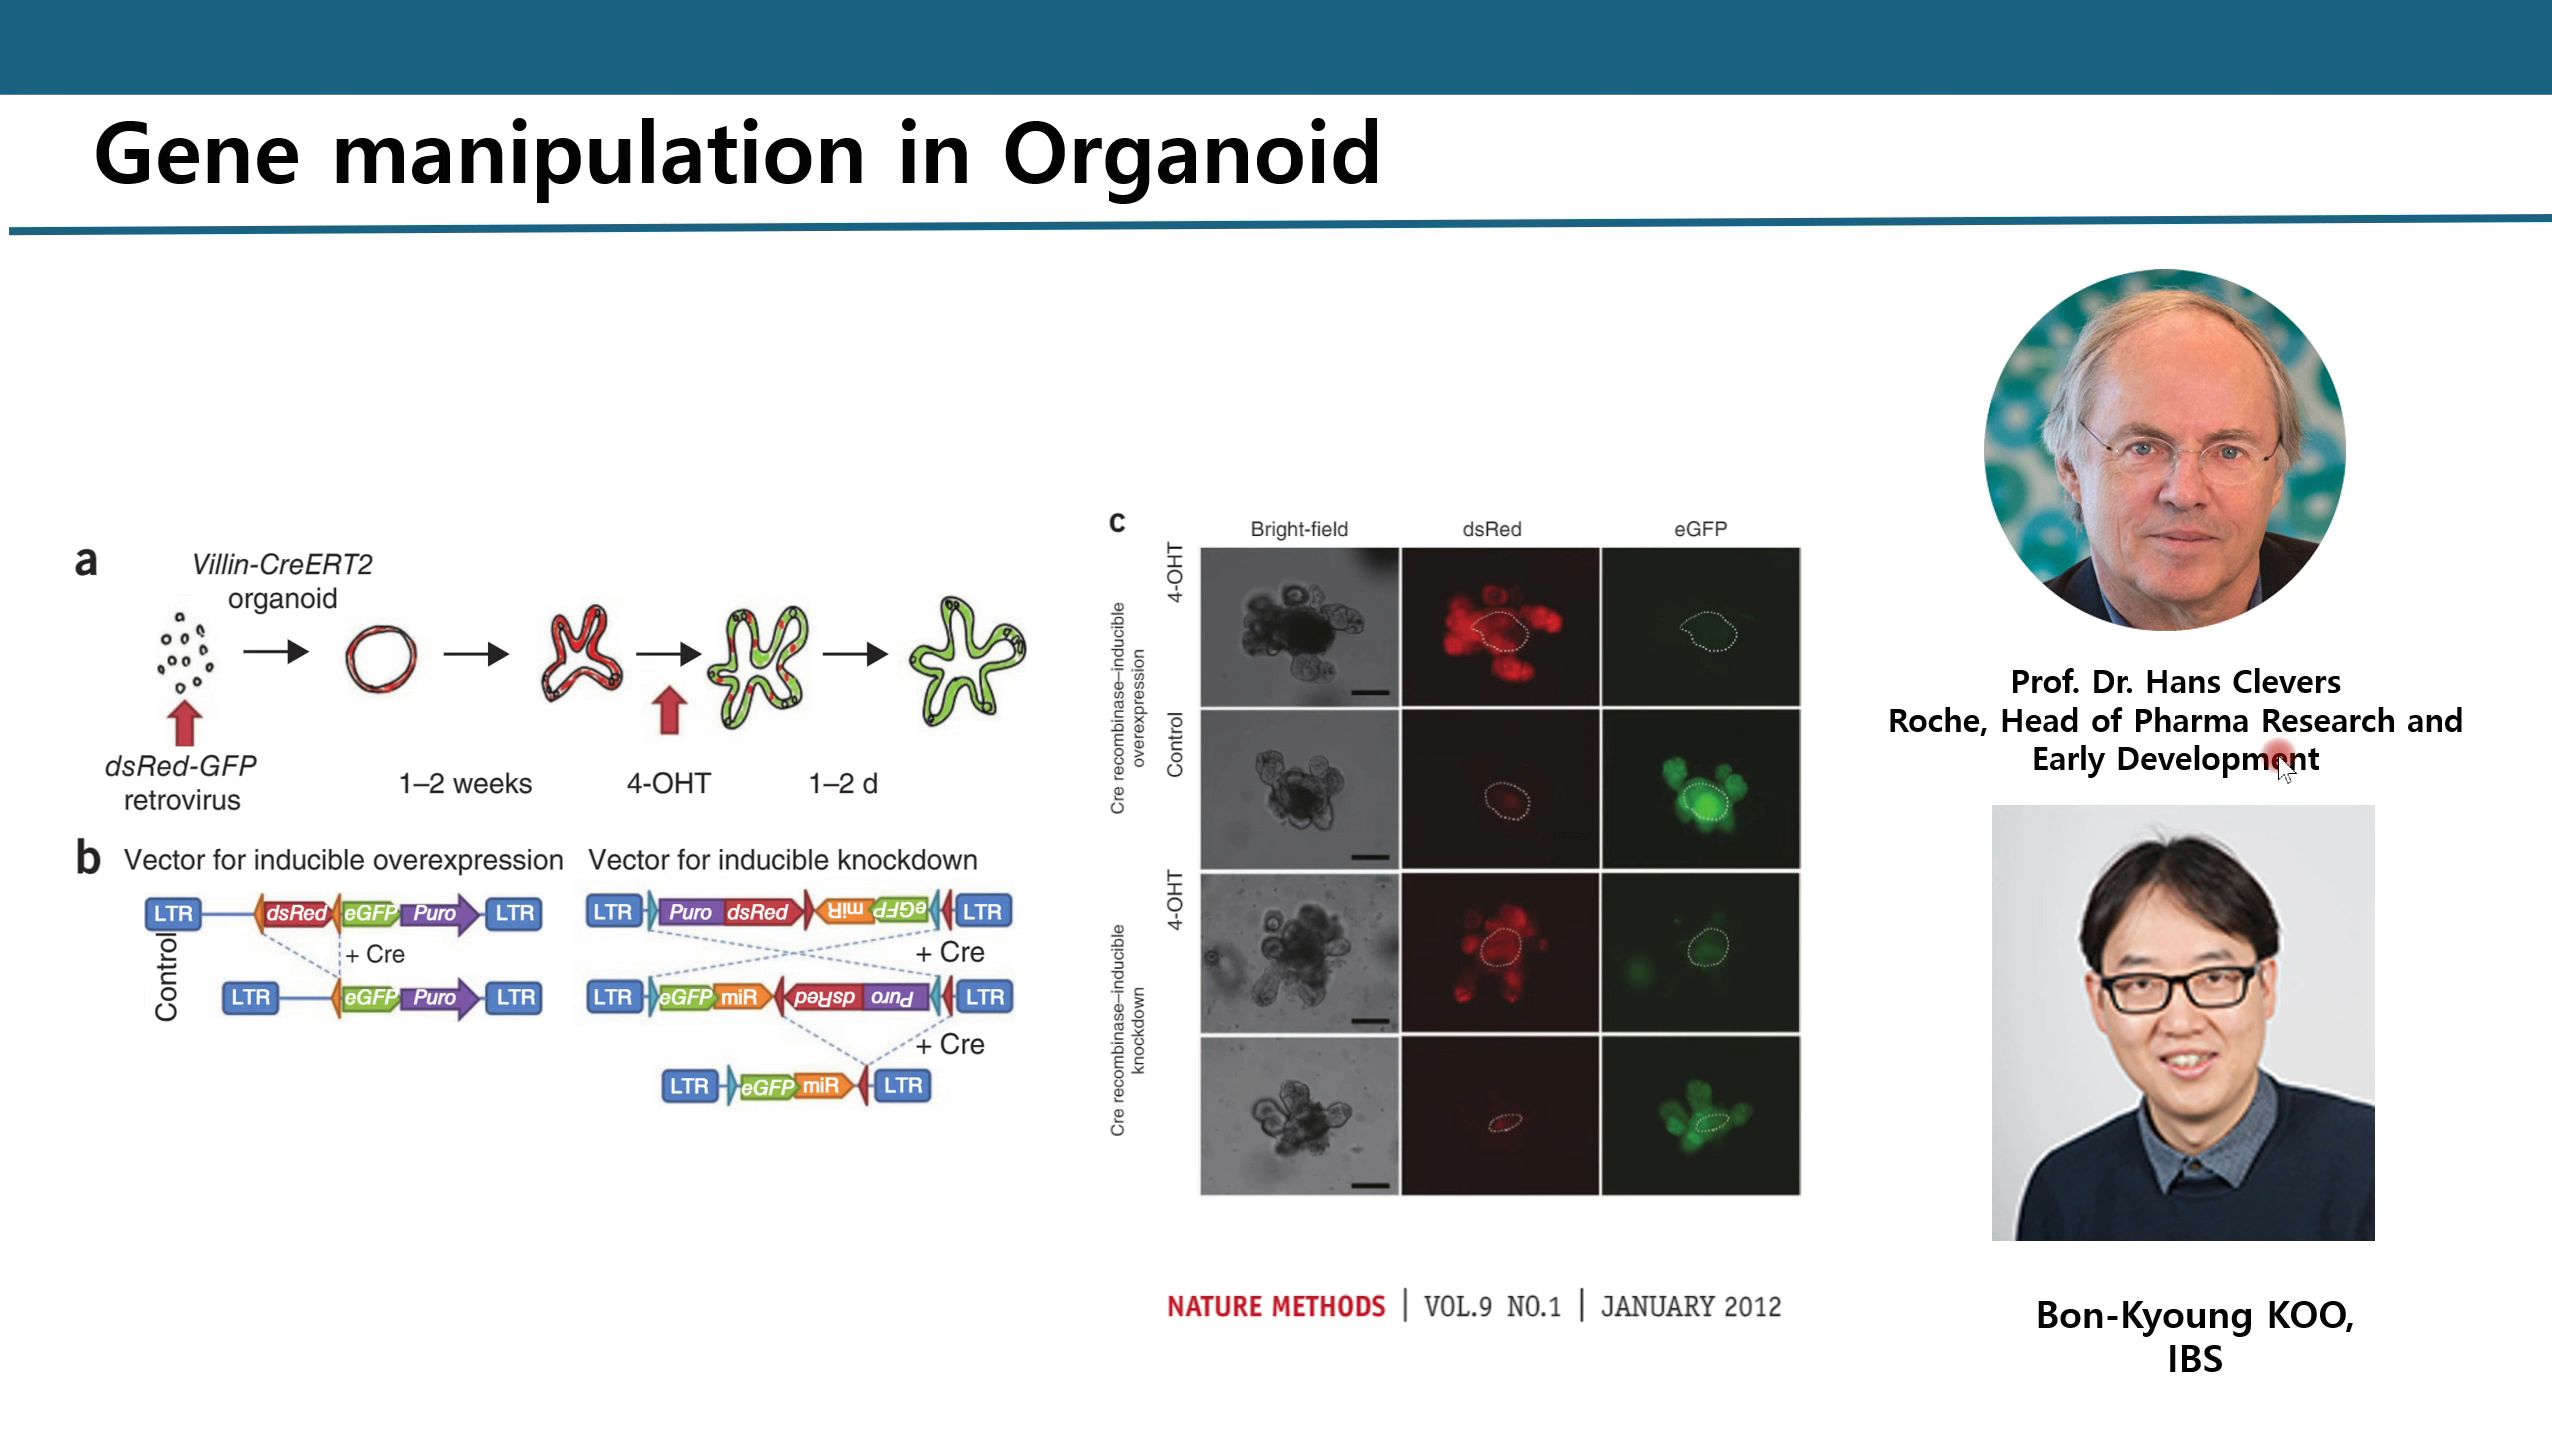 Gene manipulation in Organoid
a
Villin-CreERT2
organoid
dsRed-GFP
retrovirus
1–2 weeks
4-OHT
1–2 d
b
Vector for inducible overexpression
LTR dsRed eGFP Puro LTR
Control
+ Cre
LTR eGFP Puro LTR
Vector for inducible knockdown
LTR Puro dsRed miR eGFP LTR
+ Cre
LTR eGFP miR dsRed Puro LTR
+ Cre
LTR eGFP miR LTR
c
Bright-field dsRed eGFP
Cre recombinase–inducible
overexpression
4-OHT
Control
Cre recombinase–inducible
knockdown
4-OHT
NATURE METHODS | VOL.9 NO.1 | JANUARY 2012
Prof. Dr. Hans Clevers
Roche, Head of Pharma Research and
Early Development
Bon-Kyoung KOO,
IBS